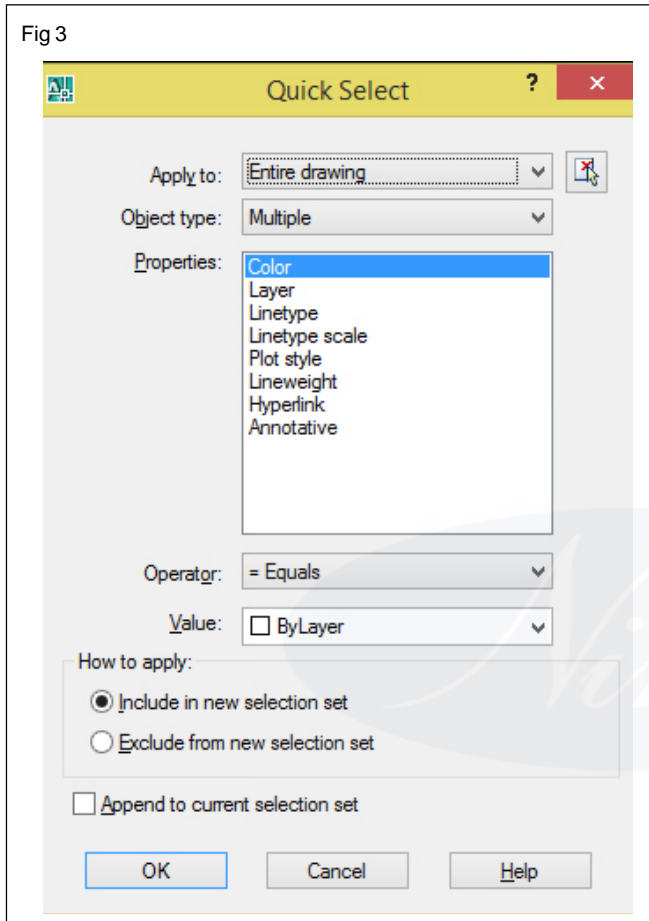 Fig 3
Quick Select ?
Apply to: Entire drawing
Object type: Multiple
Properties: Color
Layer
Linetype
Linetype scale
Plot style
Lineweight
Hyperlink
Annotative
Operator: = Equals
Value: ByLayer
How to apply:
Include in new selection set
Exclude from new selection set
Append to current selection set
OK Cancel Help